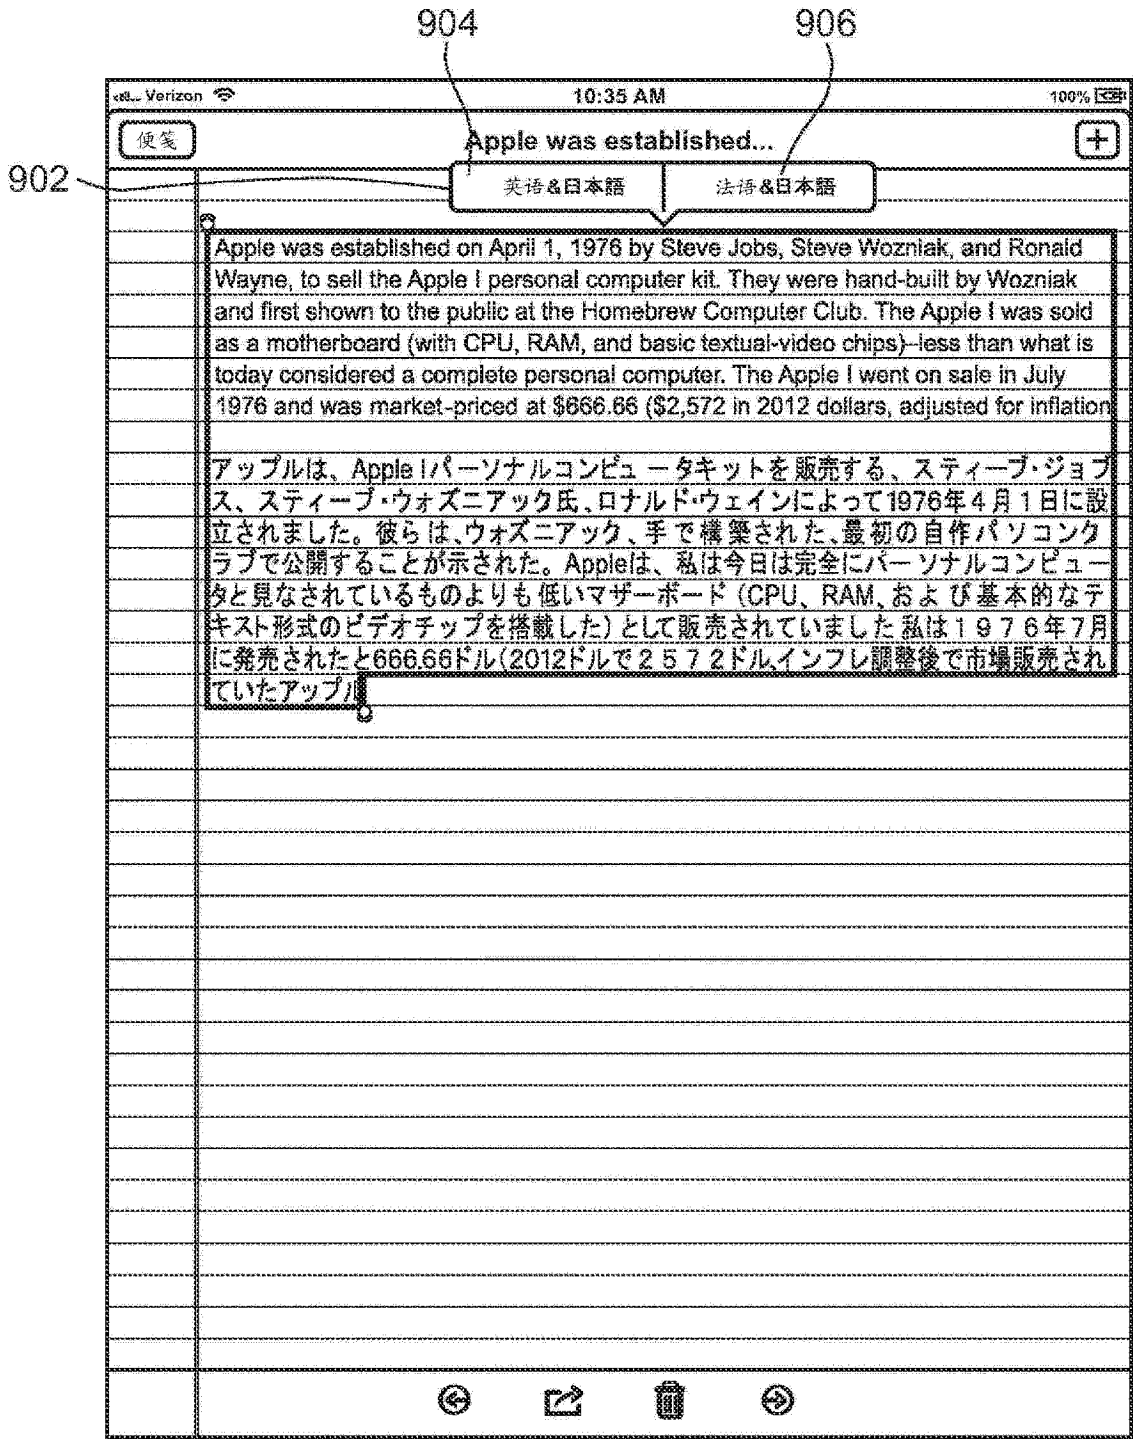 904 906
Verizon 10:35 AM 100%
便笺 Apple was established... +
902
英语&日本語 法语&日本語
Apple was established on April 1, 1976 by Steve Jobs, Steve Wozniak, and Ronald
Wayne, to sell the Apple I personal computer kit. They were hand-built by Wozniak
and first shown to the public at the Homebrew Computer Club. The Apple I was sold
as a motherboard (with CPU, RAM, and basic textual-video chips)--less than what is
today considered a complete personal computer. The Apple I went on sale in July
1976 and was market-priced at $666.66 ($2,572 in 2012 dollars, adjusted for inflation
アップルは、Apple Iパーソナルコンピュータキットを販売する、スティーブ・ジョブ
ス、スティーブ・ウォズニアック氏、ロナルド・ウェインによって1976年4月1日に設
立されました。彼らは、ウォズニアック、手で構築された、最初の自作パソコンク
ラブで公開することが示された。Appleは、私は今日は完全にパーソナルコンピュー
タと見なされているものよりも低いマザーボード（CPU、RAM、および基本的なテ
キスト形式のビデオチップを搭載した）として販売されていました私は１９７６年7月
に発売されたと666.66ドル(2012ドルで２５７２ドル、インフレ調整後で市場販売され
ていたアップル